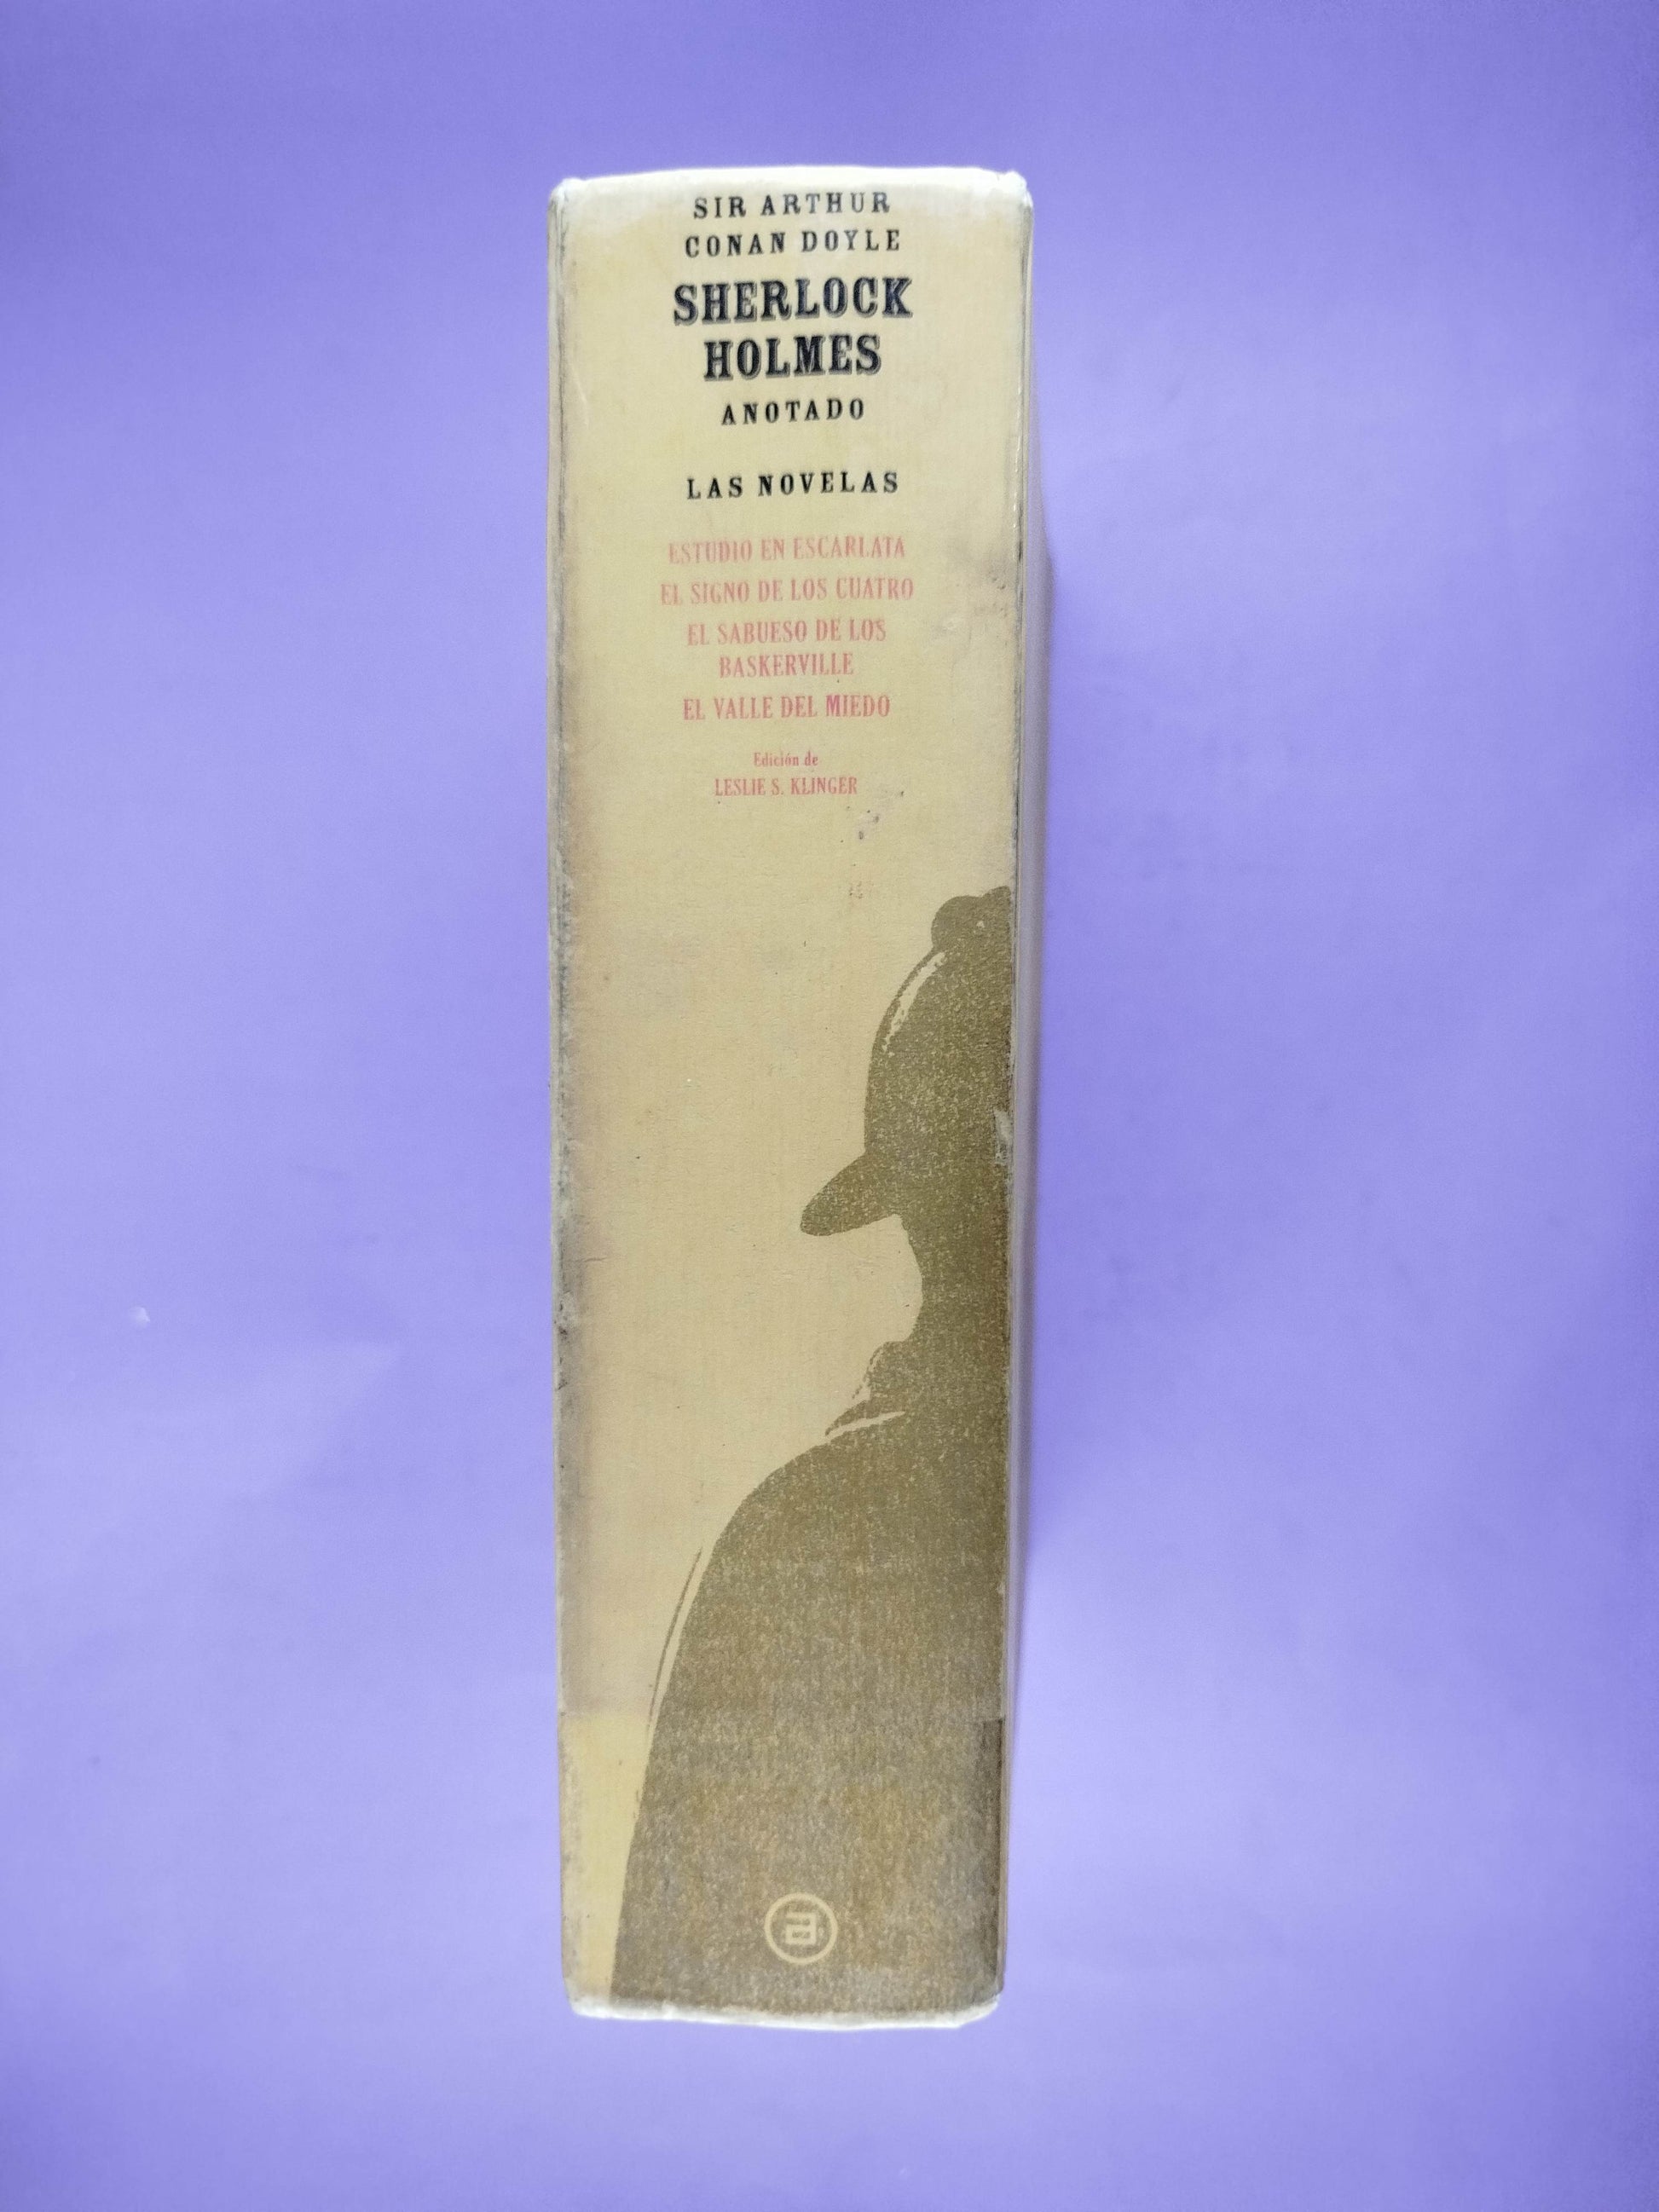 SIR ARTHUR
CONAN DOYLE
SHERLOCK
HOLMES
ANOTADO
LAS NOVELAS
ESTUDIO EN ESCARLATA
EL SIGNO DE LOS CUATRO
EL SABUESO DE LOS
BASKERVILLE
EL VALLE DEL MIEDO
Edición de
LESLIE S. KLINGER
a